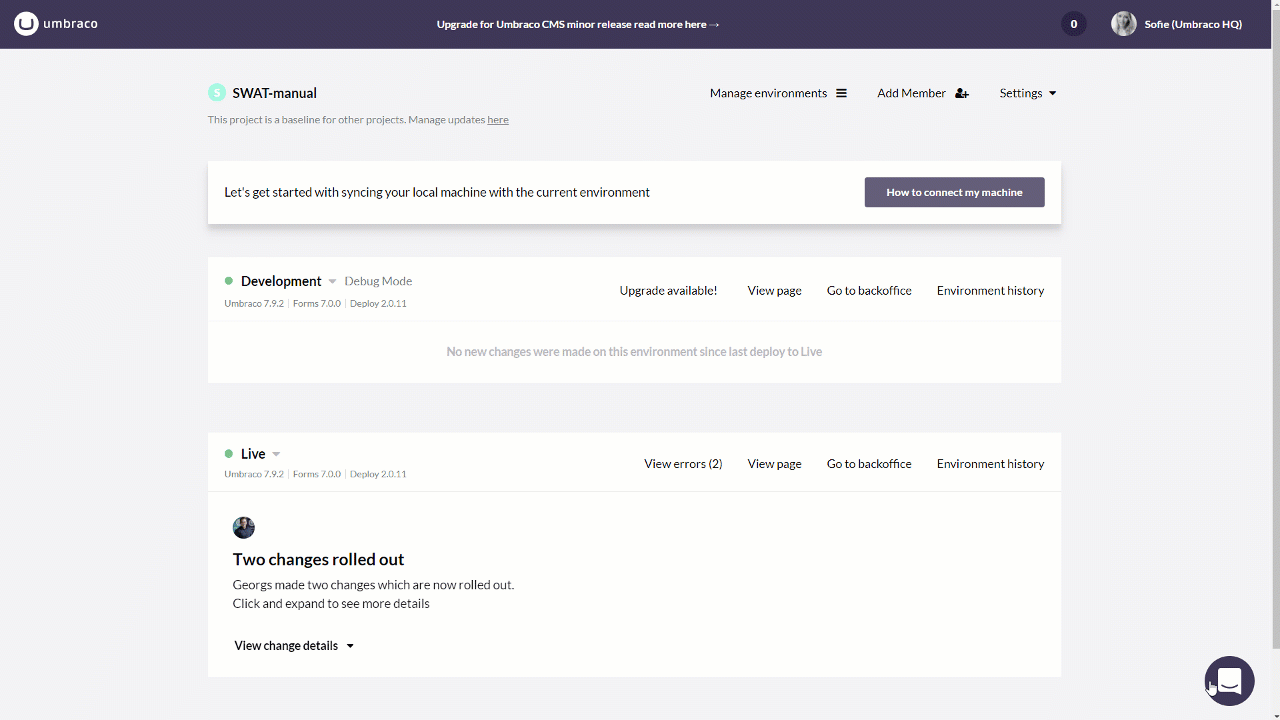 umbraco
Upgrade for Umbraco CMS minor release read more here →
0
Sofie (Umbraco HQ)
S
SWAT-manual
Manage environments
Add Member
Settings
This project is a baseline for other projects. Manage updates here
Let's get started with syncing your local machine with the current environment
How to connect my machine
Development
Debug Mode
Umbraco 7.9.2 | Forms 7.0.0 | Deploy 2.0.11
Upgrade available!
View page
Go to backoffice
Environment history
No new changes were made on this environment since last deploy to Live
Live
Umbraco 7.9.2 | Forms 7.0.0 | Deploy 2.0.11
View errors (2)
View page
Go to backoffice
Environment history
Two changes rolled out
Georgs made two changes which are now rolled out.
Click and expand to see more details
View change details